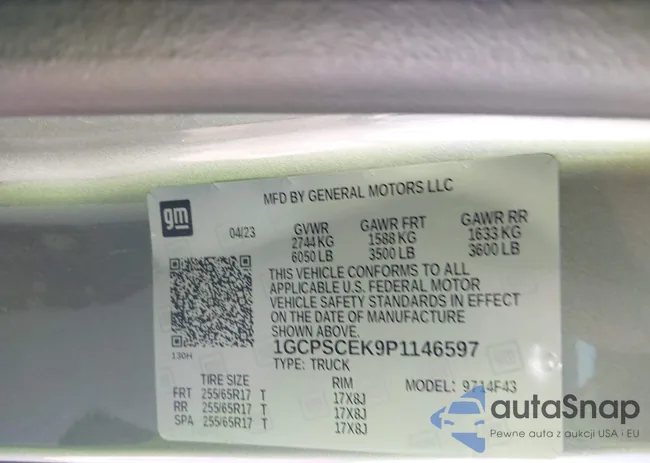 MFD BY GENERAL MOTORS LLC
gm
04/23 GVWR GAWR FRT GAWR RR
2744 KG 1588 KG 1633 KG
6050 LB 3500 LB 3600 LB
THIS VEHICLE CONFORMS TO ALL
APPLICABLE U.S. FEDERAL MOTOR
VEHICLE SAFETY STANDARDS IN EFFECT
ON THE DATE OF MANUFACTURE
SHOWN ABOVE.
130H
1GCPSCEK9P1146597
TYPE: TRUCK
TIRE SIZE RIM MODEL: 9714F43
FRT 255/65R17 T 17X8J
RR 255/65R17 T 17X8J
SPA 255/65R17 T 17X8J
autoSnap
Pewne auta z aukcji USA i EU